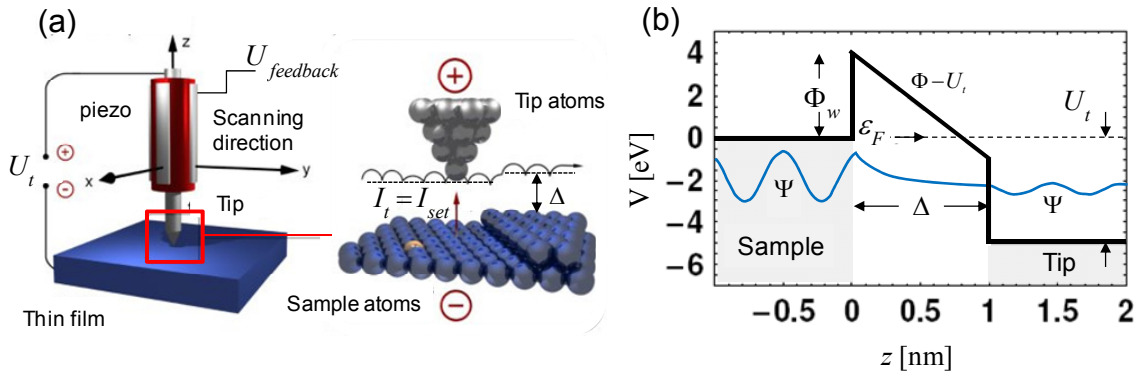 (a)
z
U feedback
piezo
Scanning
direction
U_t
+
−
x
y
Tip
t
Thin film
+
Tip atoms
I_t = I_set
Δ
Sample atoms
−
(b)
V [eV]
4
2
0
−2
−4
−6
Φ_w
Φ−U_t
U_t
ε_F
Ψ
Δ
Ψ
Sample
Tip
−0.5
0
0.5
1
1.5
2
z [nm]